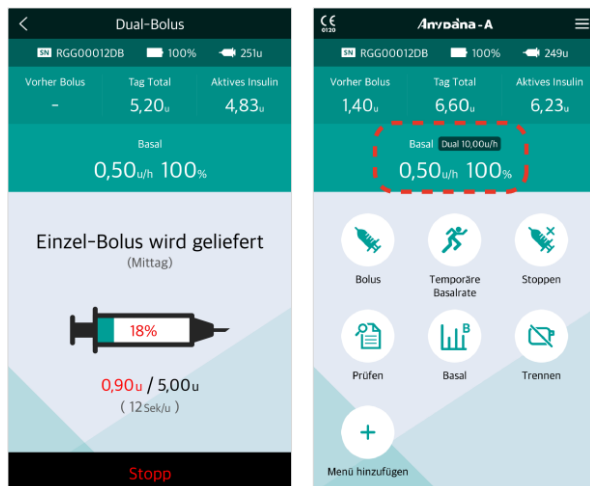 Dual-Bolus
SN RGG00012DB 100% 251u
Vorher Bolus Tag Total Aktives Insulin
- 5,20u 4,83u
Basal
0,50u/h 100%
Einzel-Bolus wird geliefert
(Mittag)
18%
0,90u / 5,00u
( 12Sek/u )
Stopp
CE 0120 AnyDana-A
SN RGG00012DB 100% 249u
Vorher Bolus Tag Total Aktives Insulin
1,40u 6,60u 6,23u
Basal Dual 10,00u/h
0,50u/h 100%
Bolus Temporäre Stoppen
Basalrate
B
Prüfen Basal Trennen
Menü hinzufügen